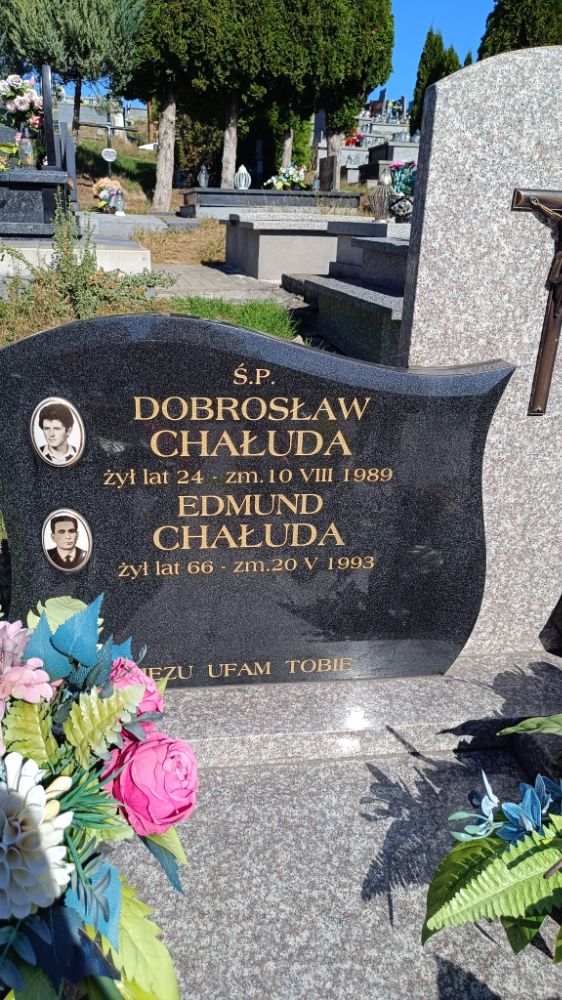 Ś.P.
DOBROSŁAW
CHAŁUDA
żył lat 24 - zm.10 VIII 1989
EDMUND
CHAŁUDA
żył lat 66 - zm.20 V 1993
UFAM TOBIE